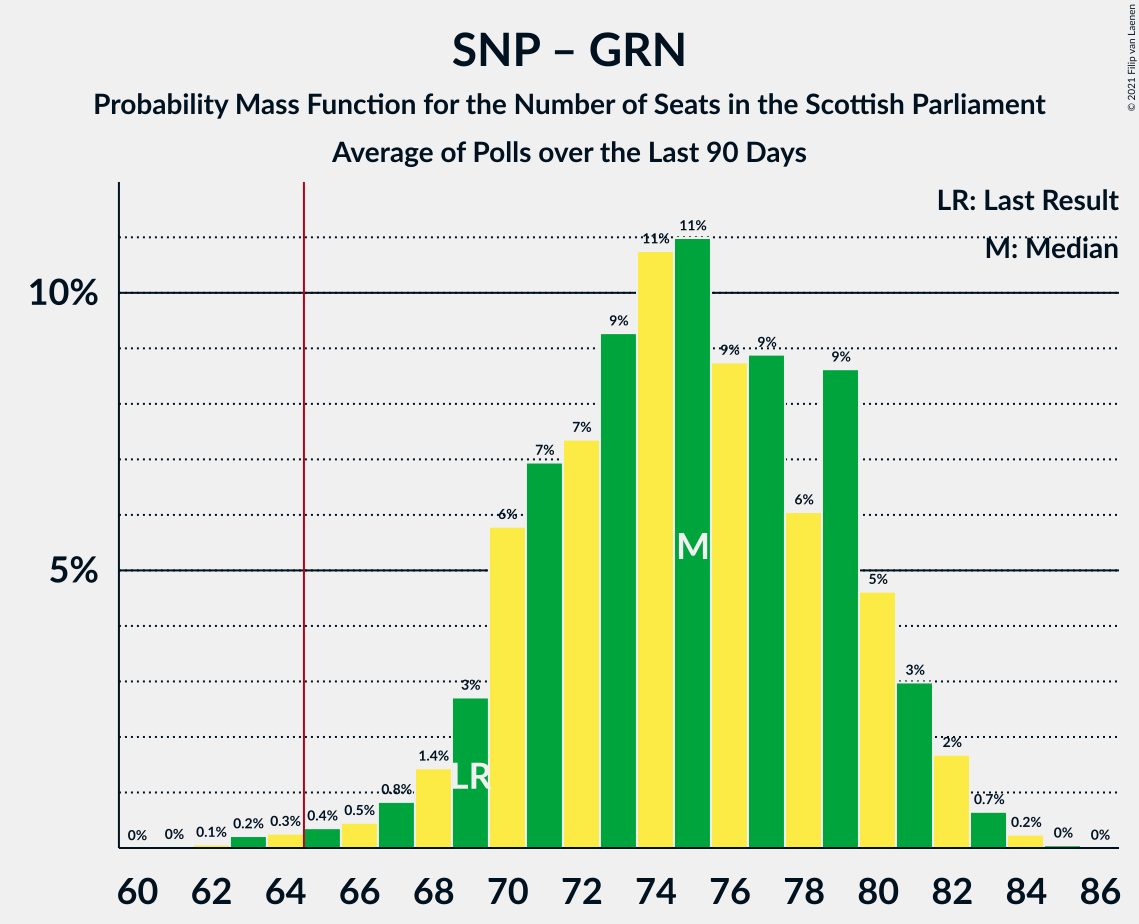 SNP – GRN
Probability Mass Function for the Number of Seats in the Scottish Parliament
Average of Polls over the Last 90 Days
© 2021 Filip van Laenen
LR: Last Result
M: Median
10%
5%
0% 0% 0.1% 0.2% 0.3% 0.4% 0.5% 0.8% 1.4% 3% 6% 7% 7% 9% 11% 11% 9% 9% 6% 9% 5% 3% 2% 0.7% 0.2% 0% 0%
M
LR
60 62 64 66 68 70 72 74 76 78 80 82 84 86